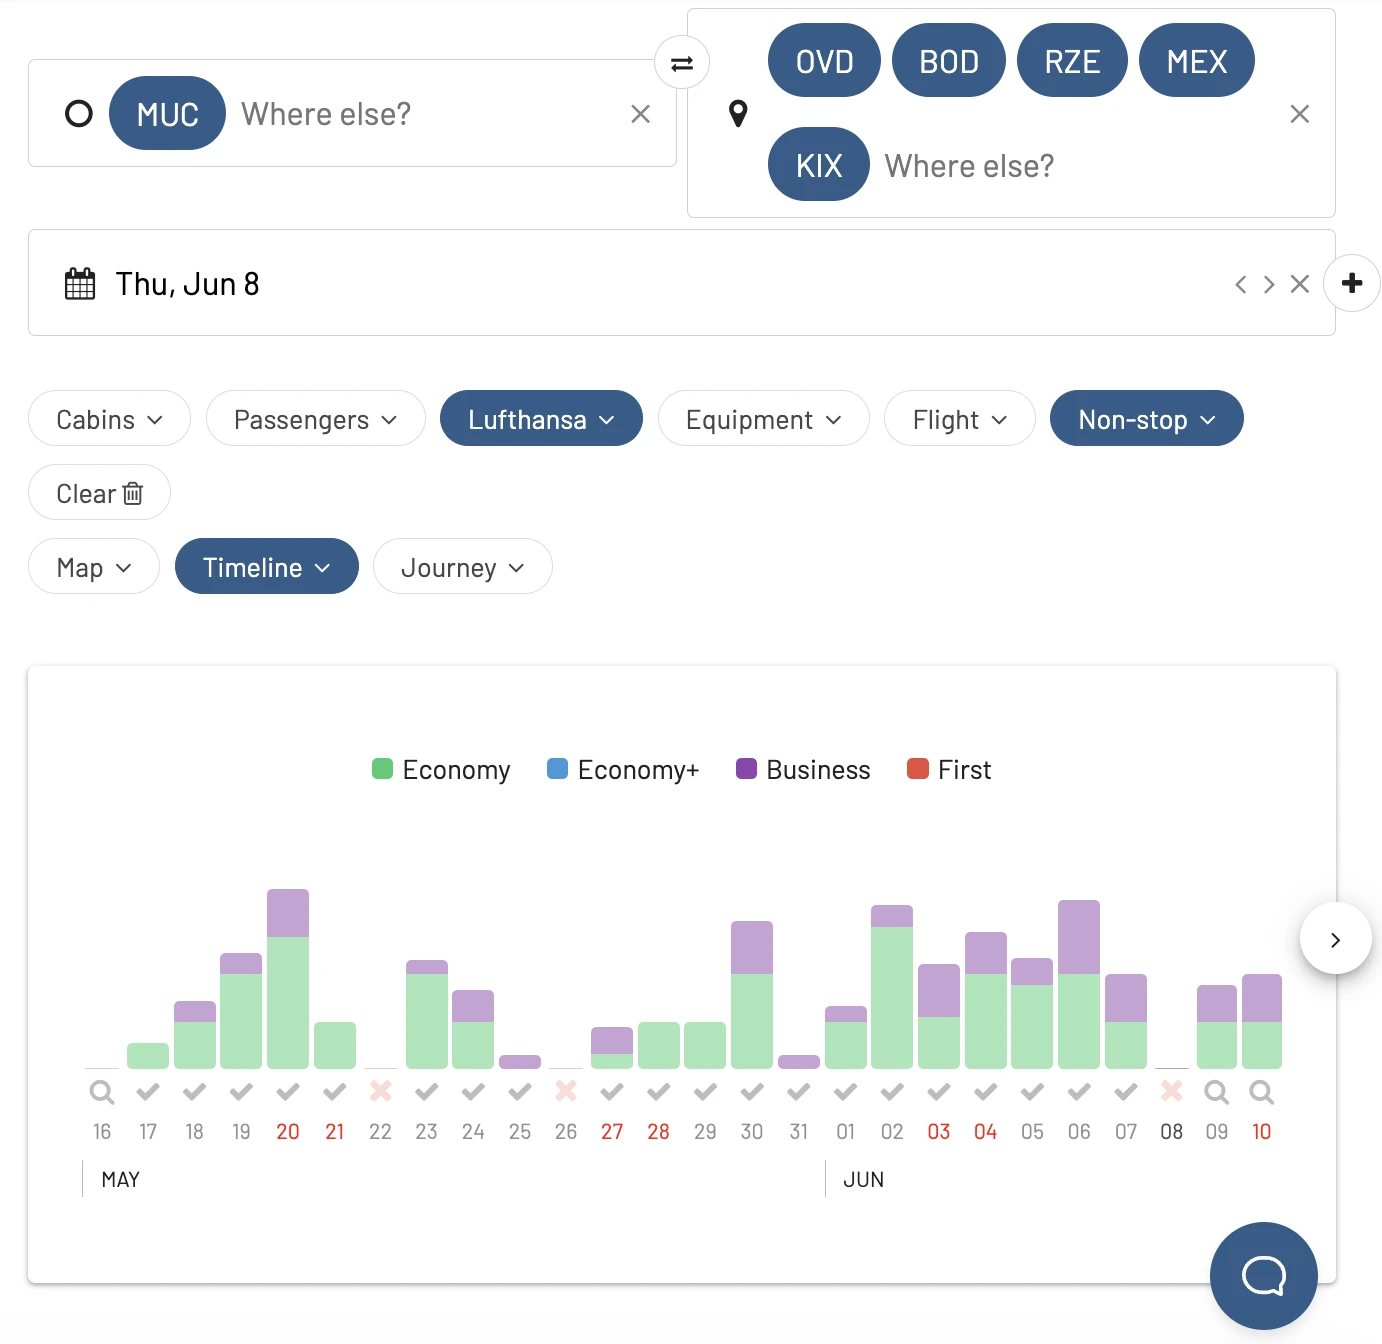 OVD BOD RZE MEX
MUC Where else?
KIX Where else?
Thu, Jun 8
Cabins Passengers Lufthansa Equipment Flight Non-stop
Clear
Map Timeline Journey
Economy Economy+ Business First
16 17 18 19 20 21 22 23 24 25 26 27 28 29 30 31 01 02 03 04 05 06 07 08 09 10
MAY JUN